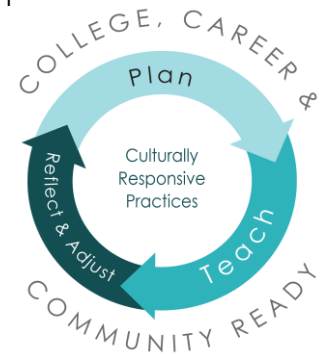 COLLEGE, CAREER &
Plan
Culturally
Responsive
Practices
Reflect & Adjust
Teach
COMMUNITY READY